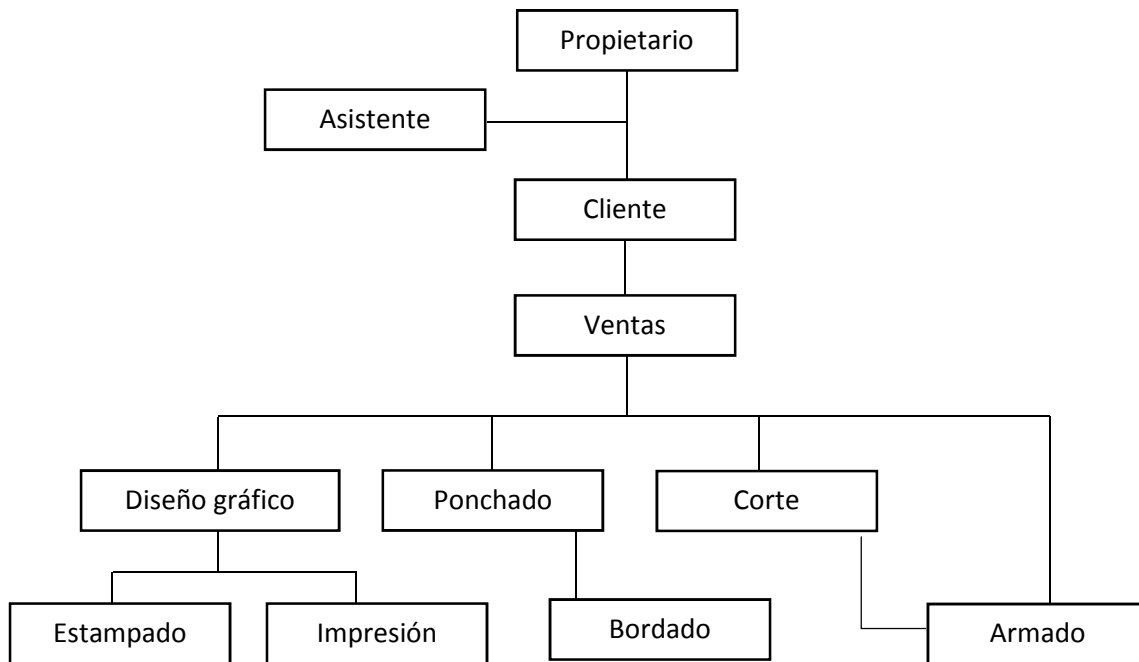 Propietario
Asistente
Cliente
Ventas
Diseño gráfico
Ponchado
Corte
Estampado
Impresión
Bordado
Armado